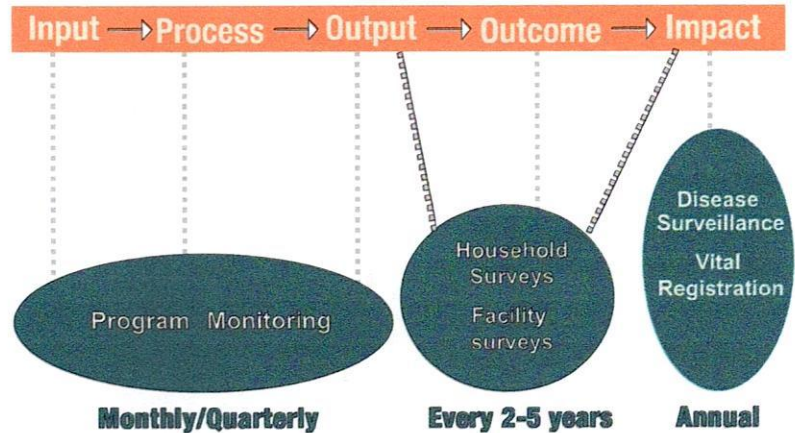 Input → Process → Output → Outcome → Impact
Program Monitoring
Household
Surveys
Facility
surveys
Disease
Surveillance
Vital
Registration
Monthly/Quarterly
Every 2-5 years
Annual